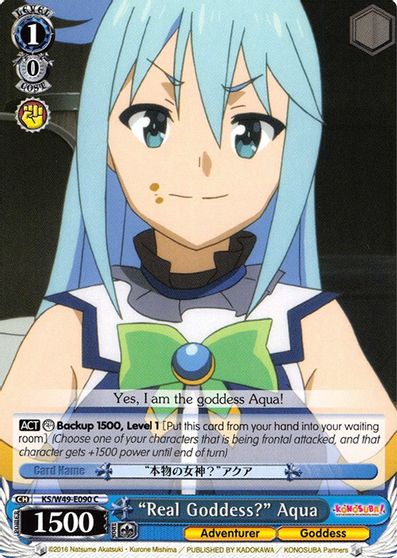 LEVEL
1
0
COST
Yes, I am the goddess Aqua!
ACT Backup 1500, Level 1 [Put this card from your hand into your waiting
room] (Choose one of your characters that is being frontal attacked, and that
character gets +1500 power until end of turn)
Card Name
“本物の女神？”アクア
CH KS/W49-E090 C
POWER 1500
“Real Goddess?” Aqua
KONOSUBA!
Adventurer
Goddess
©2016 Natsume Akatsuki・Kurone Mishima / PUBLISHED BY KADOKAWA / KONOSUBA Partners